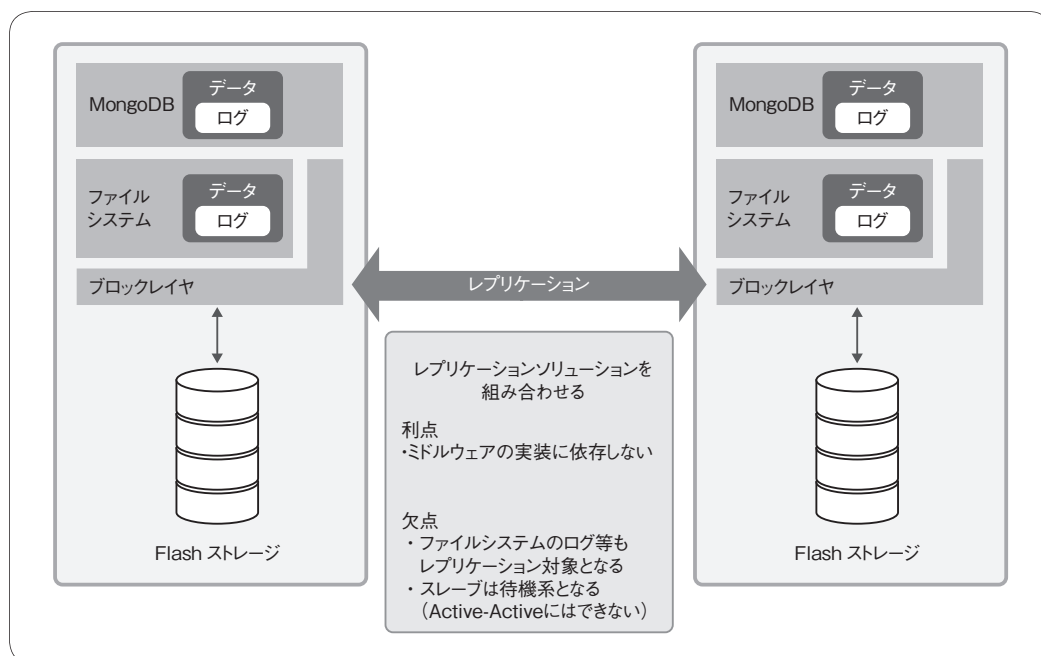 MongoDB
データ
ログ
ファイル
システム
データ
ログ
ブロックレイヤ
Flash ストレージ
レプリケーション
レプリケーションソリューションを
組み合わせる
利点
・ミドルウェアの実装に依存しない
欠点
・ファイルシステムのログ等も
レプリケーション対象となる
・スレーブは待機系となる
（Active-Activeにはできない）
MongoDB
データ
ログ
ファイル
システム
データ
ログ
ブロックレイヤ
Flash ストレージ